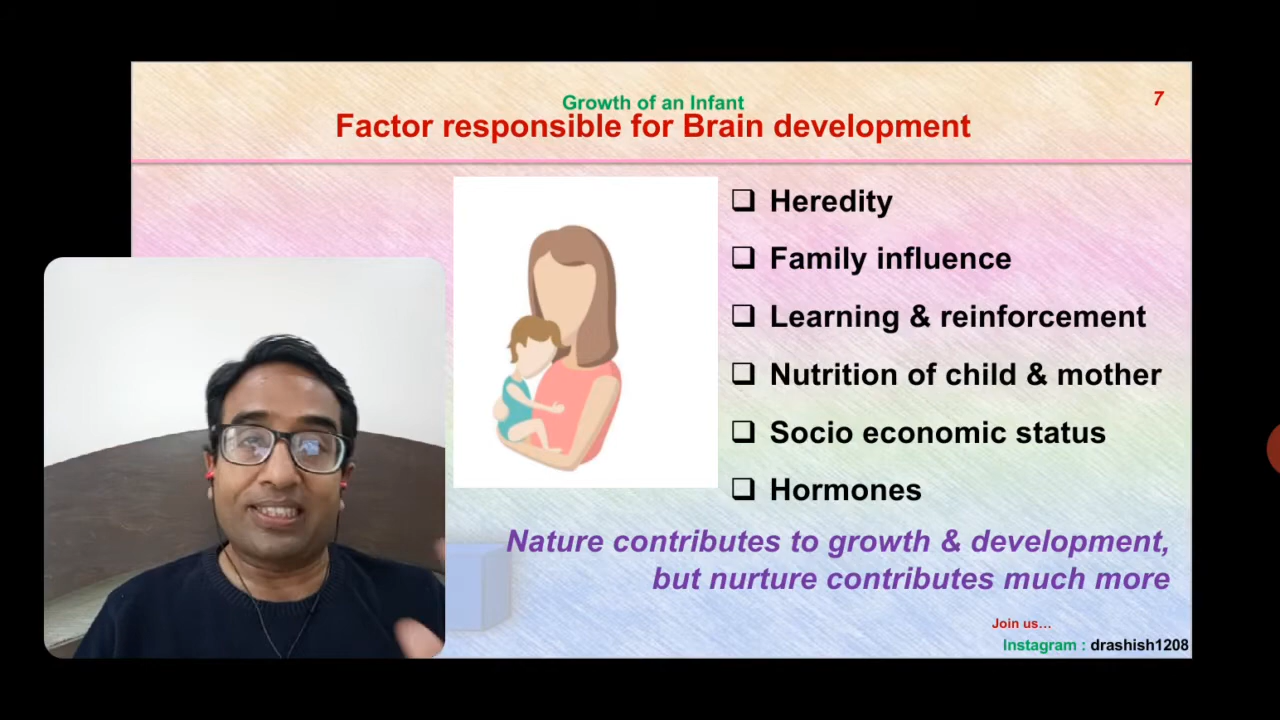 Growth of an Infant
7
Factor responsible for Brain development
❑ Heredity
❑ Family influence
❑ Learning & reinforcement
❑ Nutrition of child & mother
❑ Socio economic status
❑ Hormones
Nature contributes to growth & development,
but nurture contributes much more
Join us…
Instagram : drashish1208